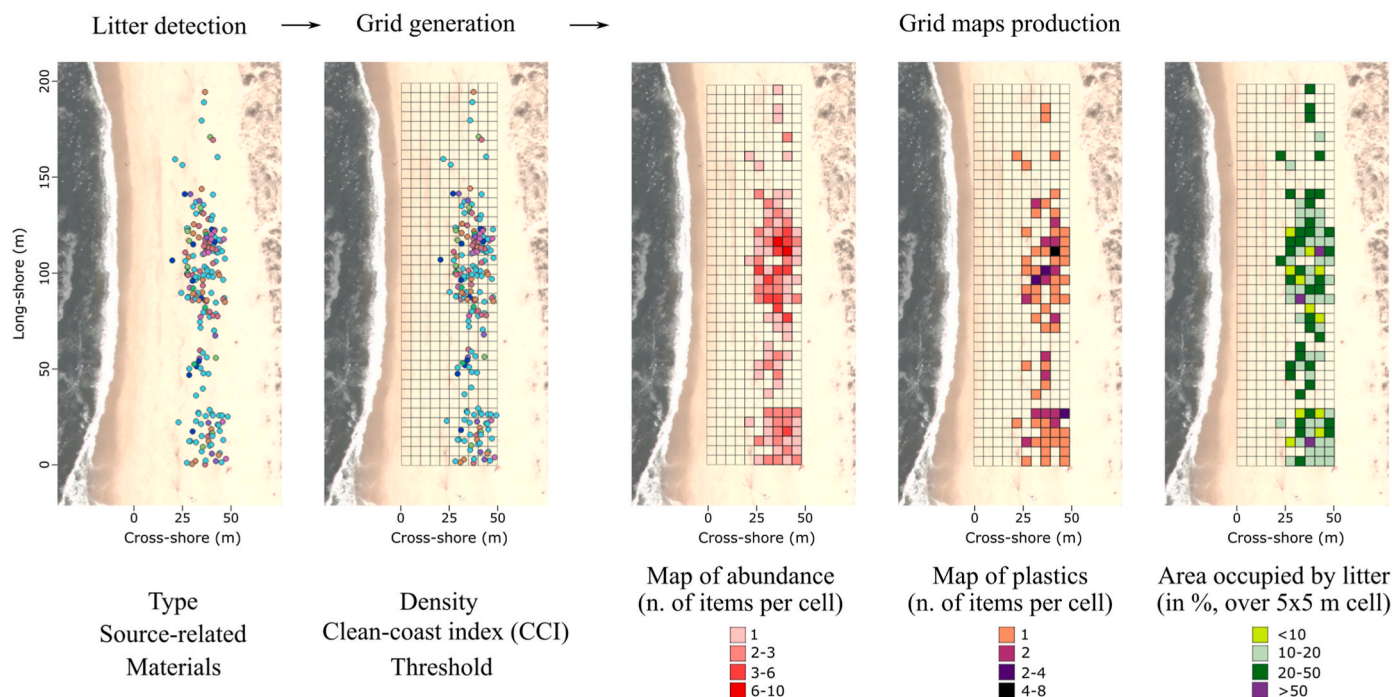 Litter detection
Grid generation
Grid maps production
Long-shore (m)
200
150
100
50
0
0 25 50
Cross-shore (m)
0 25 50
Cross-shore (m)
0 25 50
Cross-shore (m)
0 25 50
Cross-shore (m)
0 25 50
Cross-shore (m)
Type
Source-related
Materials
Density
Clean-coast index (CCI)
Threshold
Map of abundance
(n. of items per cell)
1
2-3
3-6
6-10
Map of plastics
(n. of items per cell)
1
2
2-4
4-8
Area occupied by litter
(in %, over 5x5 m cell)
<10
10-20
20-50
>50